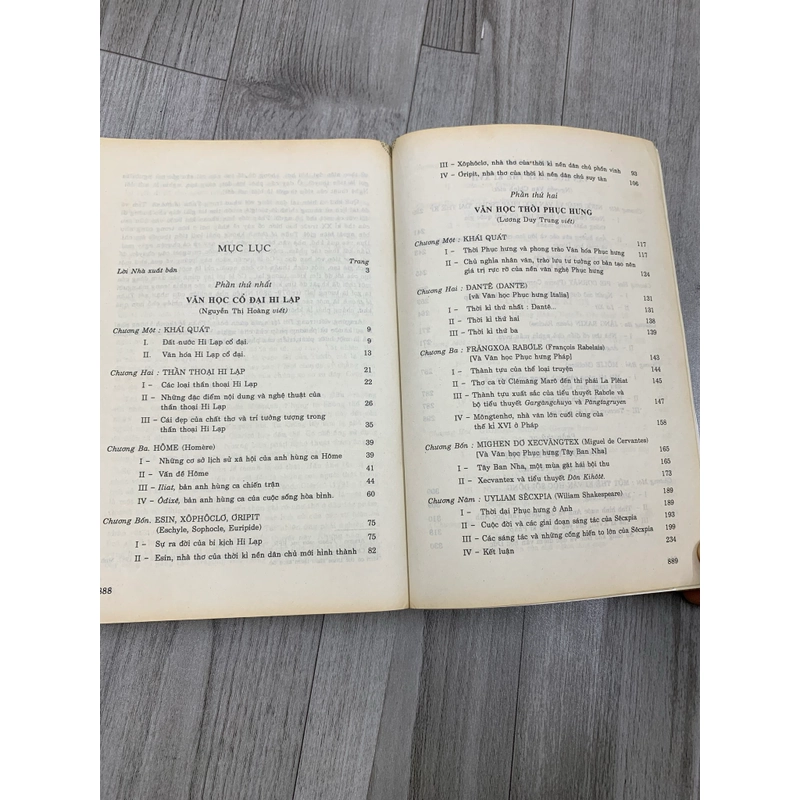 MỤC LỤC
Trang
Lời Nhà xuất bản 3
Phần thứ nhất
VĂN HỌC CỔ ĐẠI HI LẠP
(Nguyễn Thị Hoàng viết)
Chương Một : KHÁI QUÁT 9
I. Đất nước Hi Lạp cổ đại. 9
II. Văn hóa Hi Lạp cổ đại. 13
Chương Hai : THẦN THOẠI HI LẠP 21
I – Các loại thần thoại Hi Lạp 22
II – Những đặc điểm nội dung và nghệ thuật của
thần thoại Hi Lạp 26
III – Cái đẹp của chất thơ và trí tưởng tượng trong
thần thoại Hi Lạp 35
Chương Ba. HÔME (Homère) 39
I – Những cơ sở lịch sử xã hội của anh hùng ca Hôme 39
II – Vấn đề Hôme 41
III – Iliat, bản anh hùng ca chiến trận 44
IV – Ôđixê, bản anh hùng ca của cuộc sống hòa bình. 60
Chương Bốn. ESIN, XÔPHÔCLƠ, ƠRIPIT 75
(Eschyle, Sophocle, Euripide)
I – Sự ra đời của bi kịch Hi Lạp 75
II – Esin, nhà thơ của thời kì nền dân chủ mới hình thành 82
888
III – Xôphôclơ, nhà thơ của thời kì nền dân chủ phồn vinh 93
IV – Ơripit, nhà thơ của thời kì nền dân chủ suy tàn 106
Phần thứ hai
VĂN HỌC THỜI PHỤC HƯNG
(Lương Duy Trung viết)
Chương Một : KHÁI QUÁT 117
I – Thời Phục hưng và phong trào Văn hóa Phục hưng 117
II – Chủ nghĩa nhân văn, trào lưu tư tưởng cơ bản tạo nên
giá trị rực rỡ của nền văn nghệ Phục hưng 124
Chương Hai : ĐANTÊ (DANTE) 131
[và Văn học Phục hưng Italia]
I – Thời kì thứ nhất : Đantê.. 131
II – Thời kì thứ hai 138
III – Thời kì thứ ba 139
Chương Ba : FRĂNGXOA RABƠLE (François Rabelais)
[Và Văn học Phục hưng Pháp] 143
I – Thành tựu của thể loại truyện 144
II – Thơ ca từ Clêmăng Marô đến thi phái La Plêiat 145
III – Thành tựu xuất sắc của tiểu thuyết Rabơle và
bộ tiểu thuyết Gargăngchuya và Păngtagruyen 147
IV – Môngtenhơ, nhà văn lớn cuối cùng của
thế kỉ XVI ở Pháp 158
Chương Bốn : MIGHEN ĐƠ XECVĂNGTEX (Miguel de Cervantes)
[Và Văn học Phục hưng Tây Ban Nha] 165
I – Tây Ban Nha, một mùa gặt hái bội thu 165
II – Xecvantex và tiểu thuyết Đôn Kihôtê. 173
Chương Năm : UYLIAM SÊCXPIA (Wiliam Shakespeare) 189
I – Thời đại Phục hưng ở Anh 189
II – Cuộc đời và các giai đoạn sáng tác của Sêcxpia 193
III – Các sáng tác và những cống hiến to lớn của Sêcxpia 199
IV – Kết luận 234
889